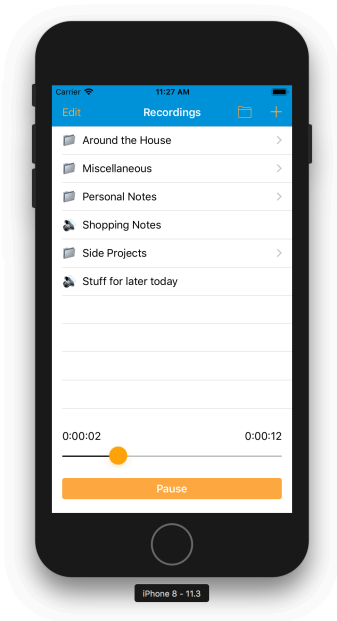 Carrier 11:27 AM
Edit Recordings
Around the House
Miscellaneous
Personal Notes
Shopping Notes
Side Projects
Stuff for later today
0:00:02 0:00:12
Pause
iPhone 8 - 11.3